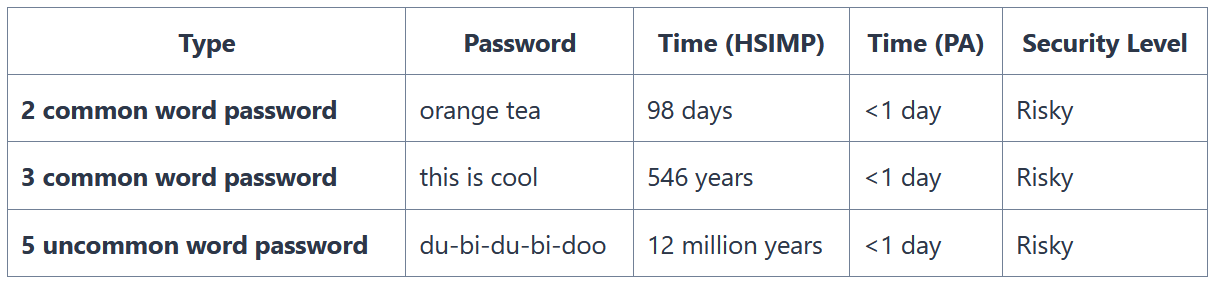 Type Password Time (HSIMP) Time (PA) Security Level
2 common word password orange tea 98 days <1 day Risky
3 common word password this is cool 546 years <1 day Risky
5 uncommon word password du-bi-du-bi-doo 12 million years <1 day Risky